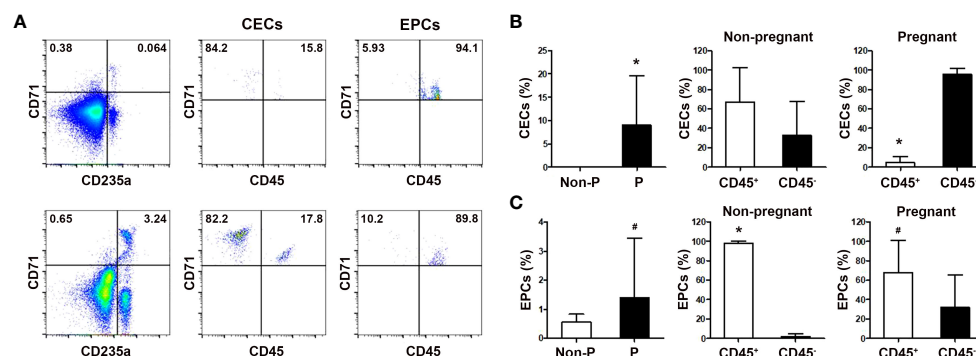 A
CECs
EPCs
0.38
0.064
84.2
15.8
5.93
94.1
CD71
CD71
CD71
CD235a
CD45
CD45
0.65
3.24
82.2
17.8
10.2
89.8
CD71
CD71
CD71
CD235a
CD45
CD45
B
Non-pregnant
Pregnant
CECs (%)
25
20
15
10
5
0
*
Non-P
P
CECs (%)
120
100
80
60
40
20
0
CD45+
CD45-
CECs (%)
120
100
80
60
40
20
0
*
CD45+
CD45-
C
Non-pregnant
Pregnant
EPCs (%)
4
3
2
1
0
#
Non-P
P
EPCs (%)
120
100
80
60
40
20
0
*
CD45+
CD45-
EPCs (%)
120
100
80
60
40
20
0
#
CD45+
CD45-